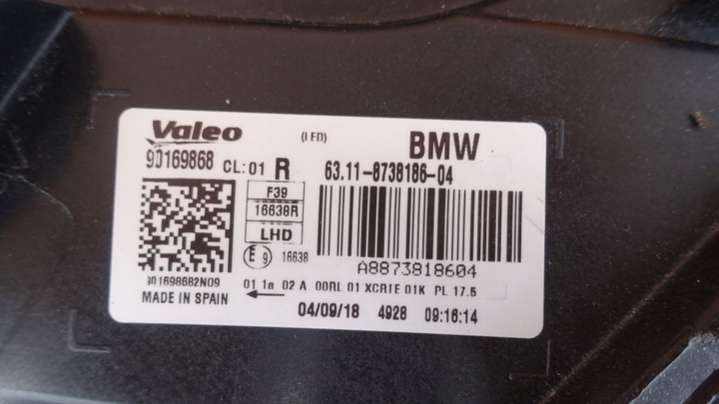 Valeo (LED) BMW
90169868 CL:01 R 63.11-8738186-04
F39
16638R
LHD
E9 16638 A8873818604
901698682N09 01 1a 02 A 00RL 01 XCR1E 01K PL 17.5
MADE IN SPAIN 04/09/18 4928 09:16:14